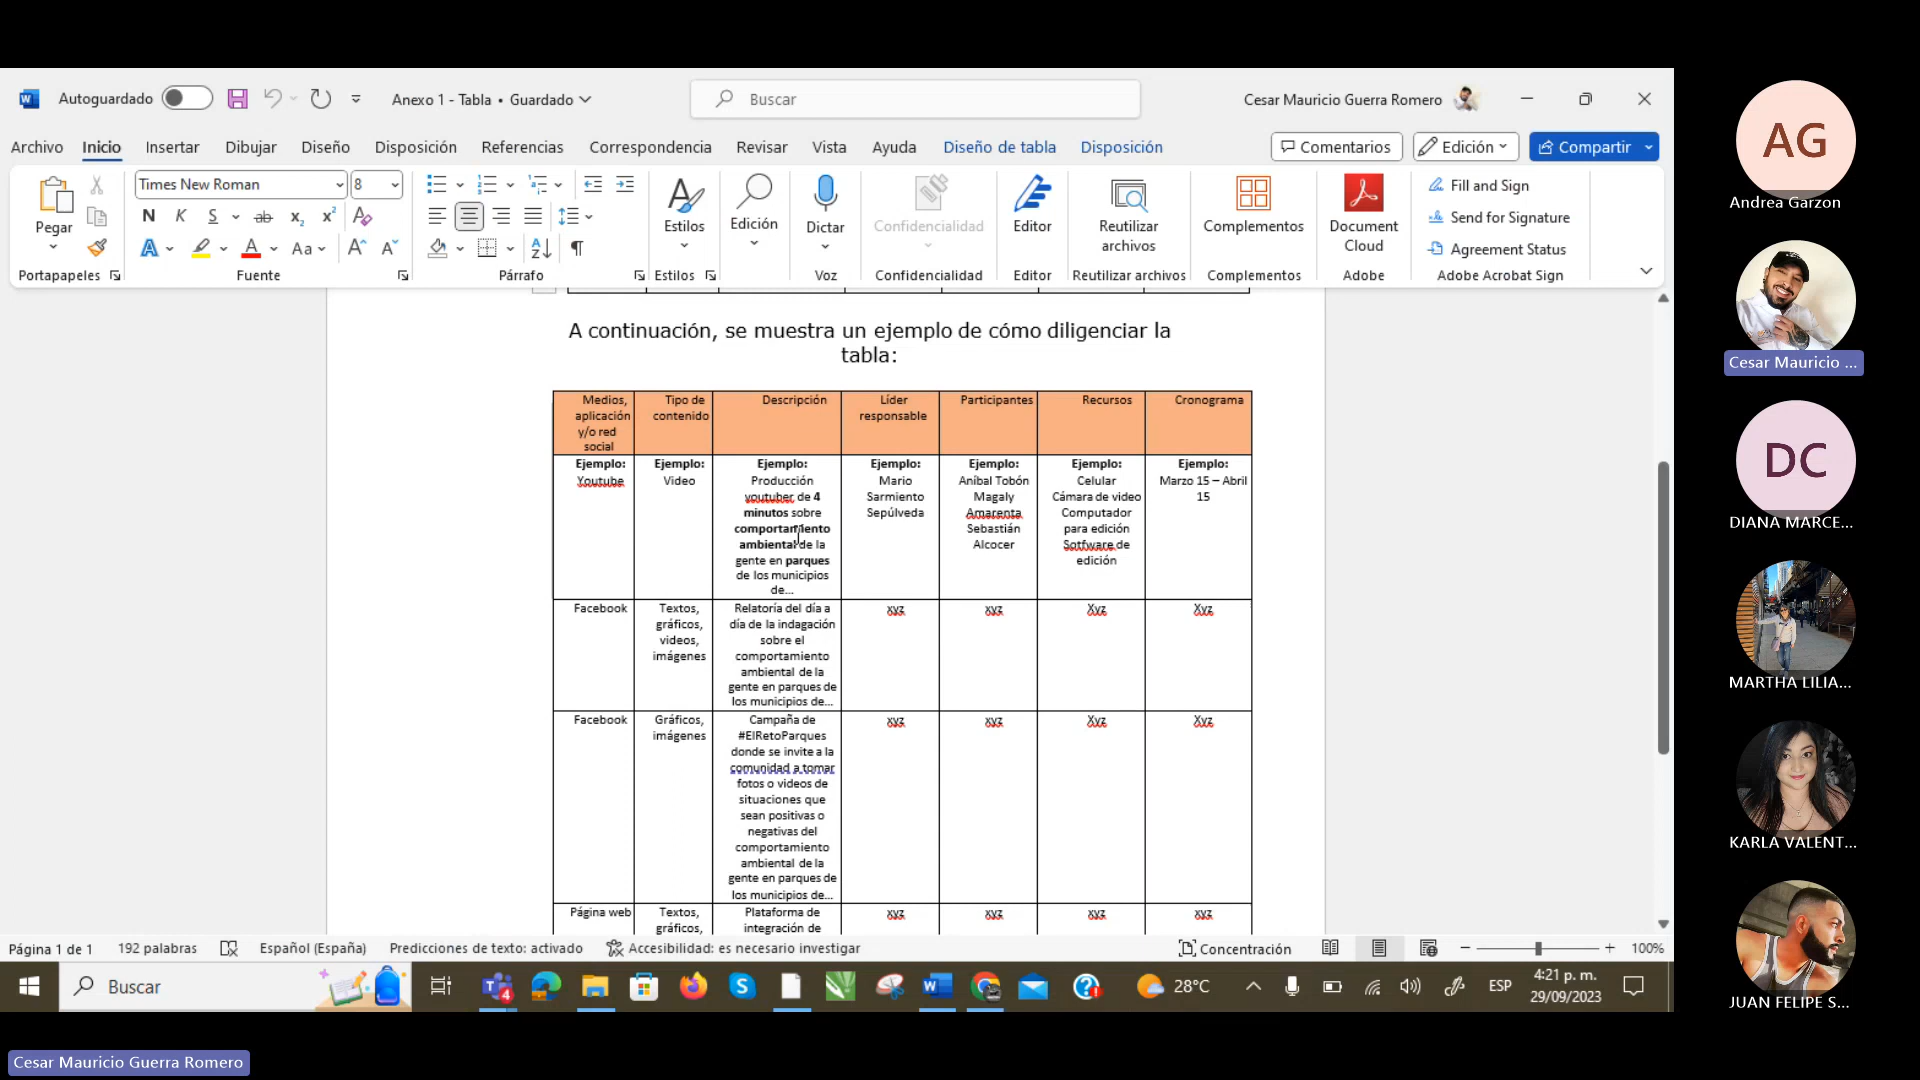 Autoguardado
Anexo 1 - Tabla • Guardado
Buscar
Cesar Mauricio Guerra Romero
Archivo Inicio Insertar Dibujar Diseño Disposición Referencias Correspondencia Revisar Vista Ayuda Diseño de tabla Disposición
Comentarios Edición Compartir
Pegar
Portapapeles
Times New Roman 8
N K S ab x₂ x²
A A Aa A A
Fuente
Párrafo
Estilos
Estilos
Edición
Dictar
Voz
Confidencialidad
Confidencialidad
Editor
Editor
Reutilizar
archivos
Reutilizar archivos
Complementos
Complementos
Document
Cloud
Adobe
Fill and Sign
Send for Signature
Agreement Status
Adobe Acrobat Sign
A continuación, se muestra un ejemplo de cómo diligenciar la
tabla:
Medios,
aplicación
y/o red
social
Tipo de
contenido
Descripción
Líder
responsable
Participantes
Recursos
Cronograma
Ejemplo:
Youtube
Ejemplo:
Video
Ejemplo:
Producción
youtuber de 4
minutos sobre
comportamiento
ambiental de la
gente en parques
de los municipios
de...
Ejemplo:
Mario
Sarmiento
Sepúlveda
Ejemplo:
Aníbal Tobón
Magaly
Amarenta
Sebastián
Alcocer
Ejemplo:
Celular
Cámara de video
Computador
para edición
Sotfware de
edición
Ejemplo:
Marzo 15 – Abril
15
Facebook
Textos,
gráficos,
videos,
imágenes
Relatoría del día a
día de la indagación
sobre el
comportamiento
ambiental de la
gente en parques de
los municipios de...
xyz
xyz
Xyz
Xyz
Facebook
Gráficos,
imágenes
Campaña de
#ElRetoParques
donde se invite a la
comunidad a tomar
fotos o videos de
situaciones que
sean positivas o
negativas del
comportamiento
ambiental de la
gente en parques de
los municipios de...
xyz
xyz
Xyz
Xyz
Página web
Textos,
gráficos,
Plataforma de
integración de
xyz
xyz
xyz
xyz
Página 1 de 1 192 palabras Español (España) Predicciones de texto: activado Accesibilidad: es necesario investigar
Concentración 100%
Buscar
28°C
ESP
4:21 p. m.
29/09/2023
AG
Andrea Garzon
Cesar Mauricio ...
DC
DIANA MARCE...
MARTHA LILIA...
KARLA VALENT...
JUAN FELIPE S...
Cesar Mauricio Guerra Romero